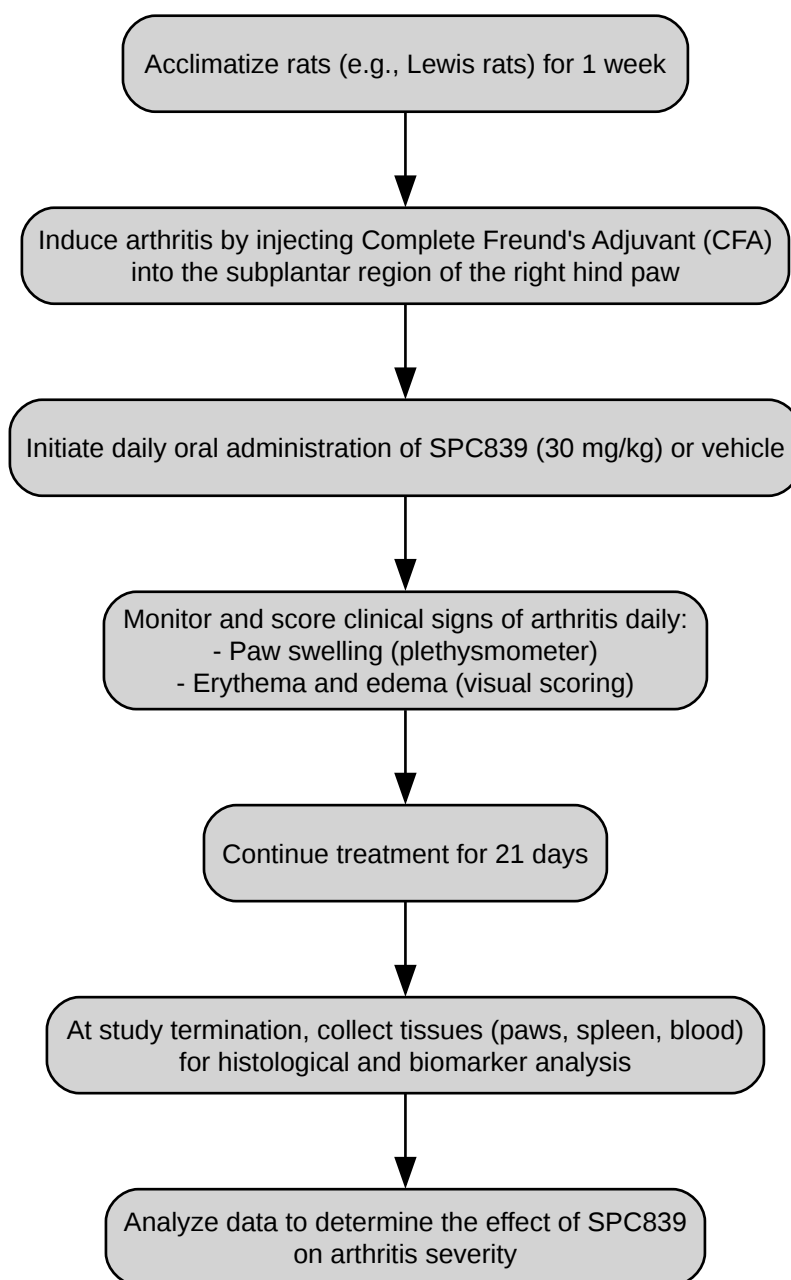 Acclimatize rats (e.g., Lewis rats) for 1 week
Induce arthritis by injecting Complete Freund's Adjuvant (CFA)
into the subplantar region of the right hind paw
Initiate daily oral administration of SPC839 (30 mg/kg) or vehicle
Monitor and score clinical signs of arthritis daily:
- Paw swelling (plethysmometer)
- Erythema and edema (visual scoring)
Continue treatment for 21 days
At study termination, collect tissues (paws, spleen, blood)
for histological and biomarker analysis
Analyze data to determine the effect of SPC839
on arthritis severity